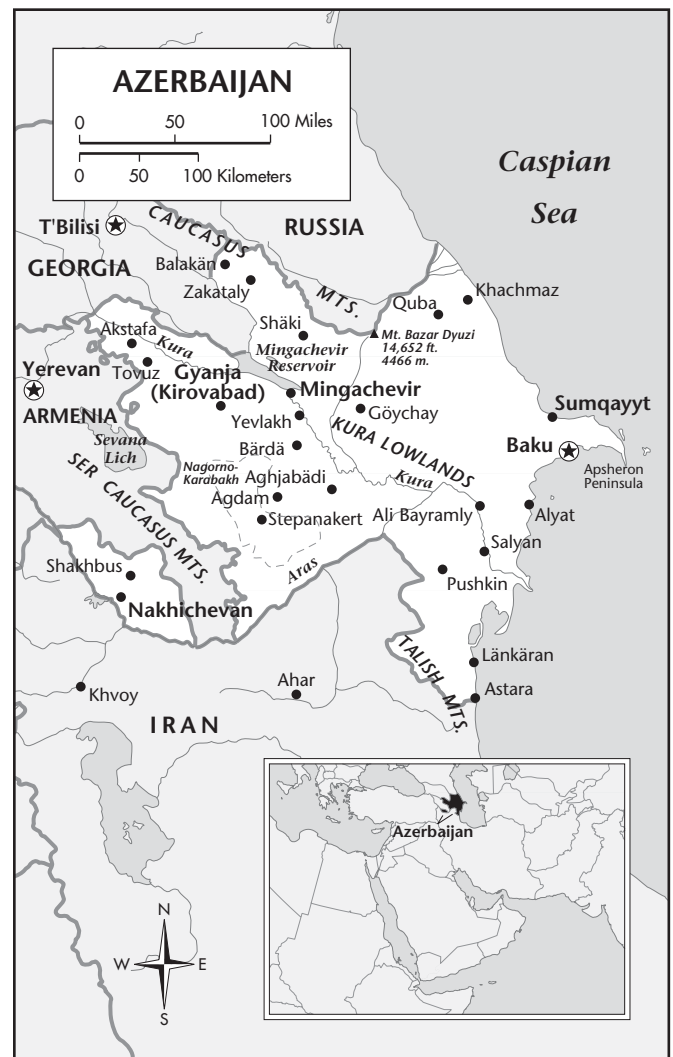 AZERBAIJAN
0 50 100 Miles
0 50 100 Kilometers
Caspian
Sea
T'Bilisi
CAUCASUS
MTS.
RUSSIA
GEORGIA
Balakän
Zakataly
Quba
Khachmaz
Shäki
Mt. Bazar Dyuzi
14,652 ft.
4466 m.
Akstafa
Kura
Mingachevir
Reservoir
Yerevan
Tovuz
Gyanja
(Kirovabad)
Mingachevir
Göychay
Sumqayyt
ARMENIA
Yevlakh
Sevana
Lich
Bärdä
KURA LOWLANDS
Baku
Apsheron
Peninsula
Nagorno-
Karabakh
Aghjabädi
Kura
SER CAUCASUS MTS.
Agdam
Stepanakert
Ali Bayramly
Alyat
Salyan
Shakhbus
Aras
Pushkin
Nakhichevan
TALISH MTS.
Länkäran
Khvoy
Ahar
Astara
IRAN
Azerbaijan
N
W E
S